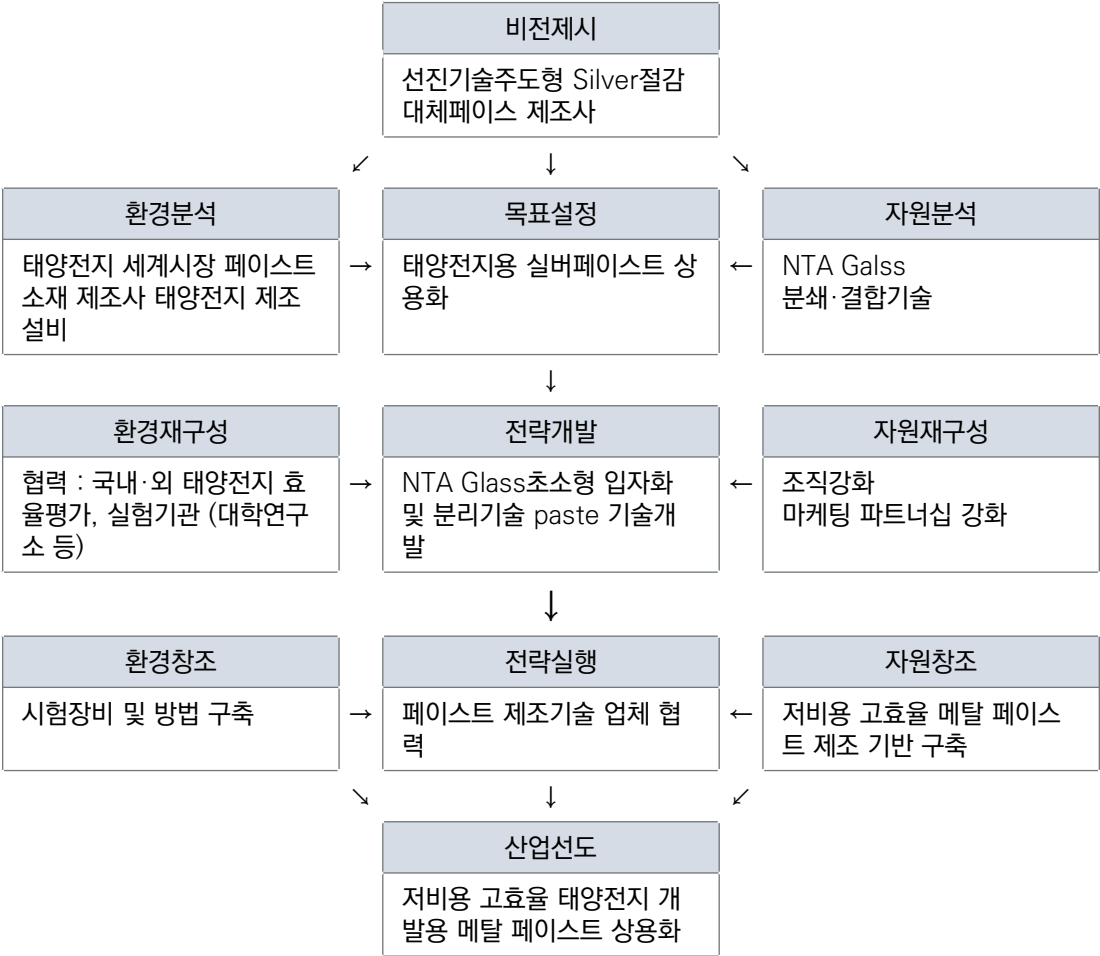 비전제시
선진기술주도형 Silver절감
대체페이스 제조사
↙ ↓ ↘
환경분석
태양전지 세계시장 페이스트
소재 제조사 태양전지 제조
설비
→
목표설정
태양전지용 실버페이스트 상
용화
←
자원분석
NTA Galss
분쇄·결합기술
↓
환경재구성
협력 : 국내·외 태양전지 효
율평가, 실험기관 (대학연구
소 등)
→
전략개발
NTA Glass초소형 입자화
및 분리기술 paste 기술개
발
←
자원재구성
조직강화
마케팅 파트너십 강화
↓
환경창조
시험장비 및 방법 구축
→
전략실행
페이스트 제조기술 업체 협
력
←
자원창조
저비용 고효율 메탈 페이스
트 제조 기반 구축
↘ ↓ ↙
산업선도
저비용 고효율 태양전지 개
발용 메탈 페이스트 상용화